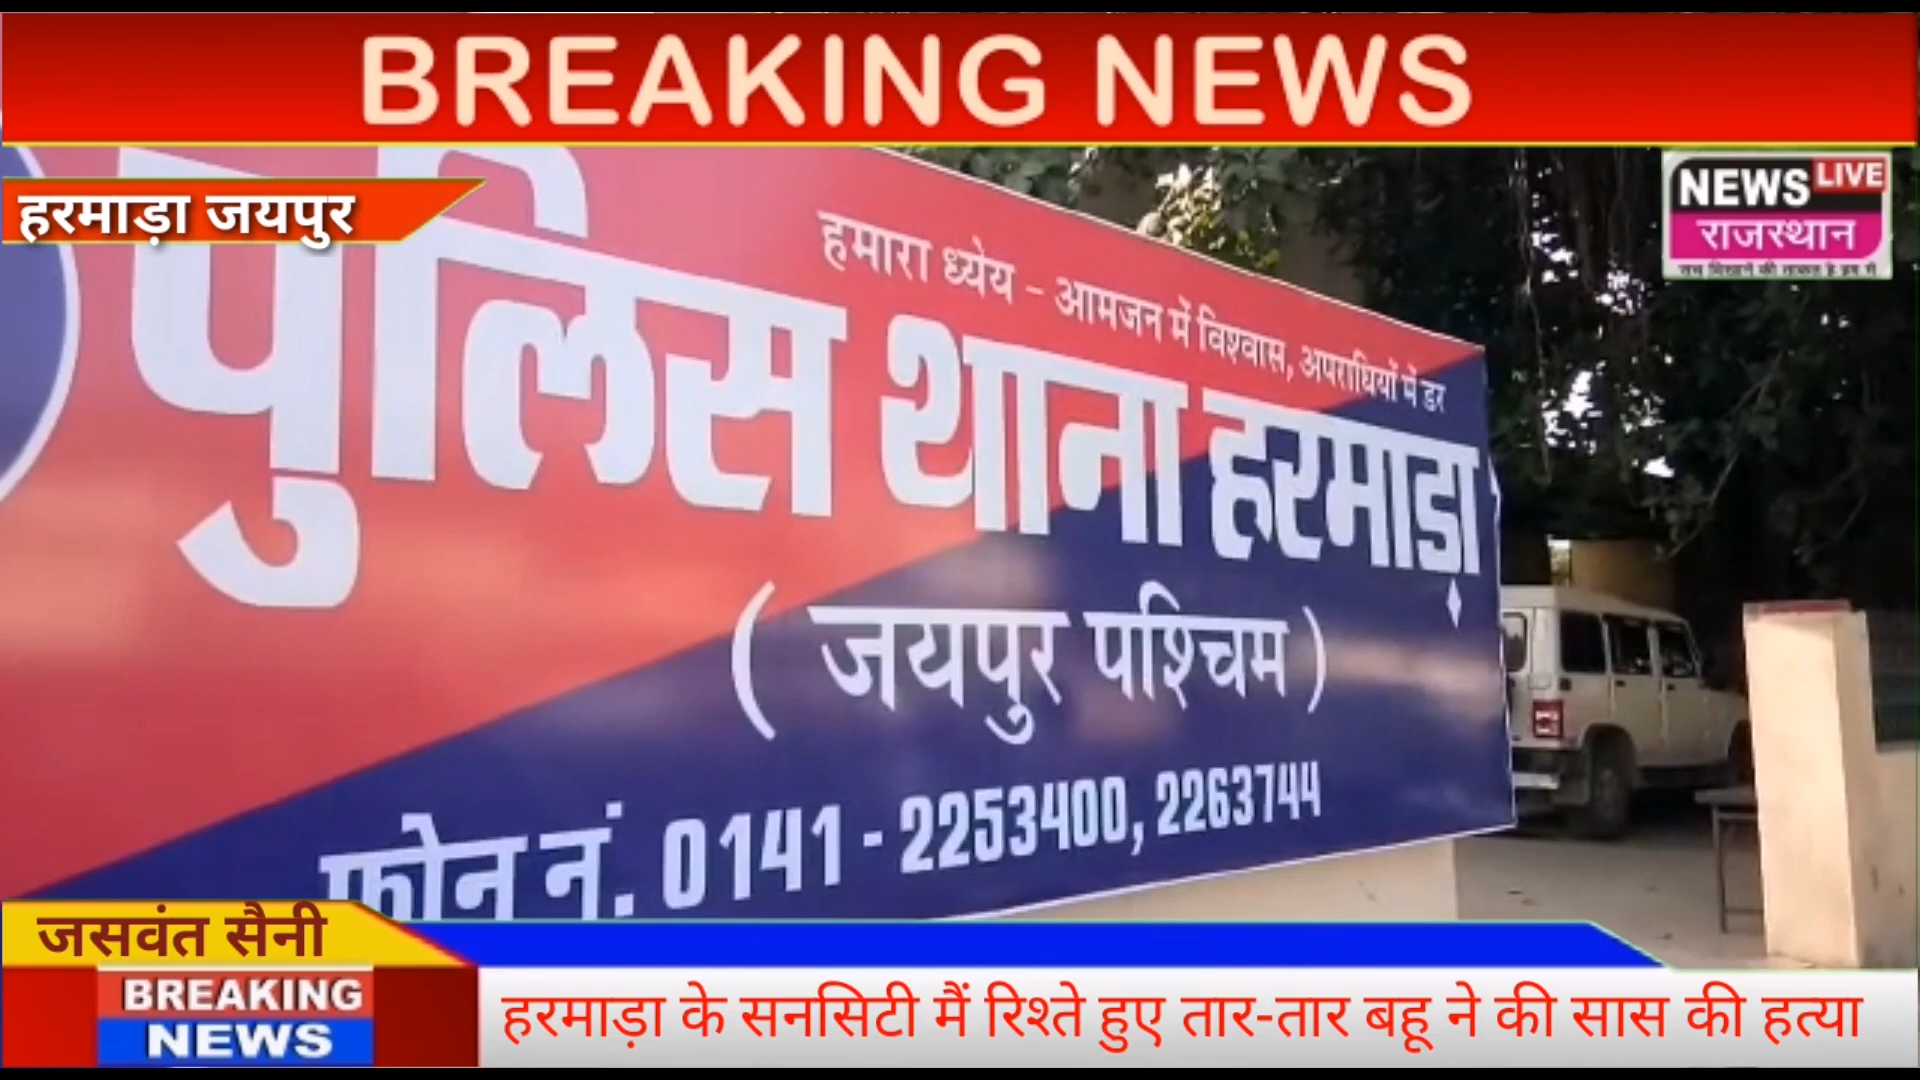 BREAKING NEWS
हरमाड़ा जयपुर
NEWS LIVE
राजस्थान
हमारा ध्येय – आमजन में विश्वास, अपराधियों में डर
पुलिस थाना हरमाड़ा
( जयपुर पश्चिम )
फोन नं. 0141 - 2253400, 2263744
जसवंत सैनी
BREAKING
NEWS
हरमाड़ा के सनसिटी मैं रिश्ते हुए तार-तार बहू ने की सास की हत्या